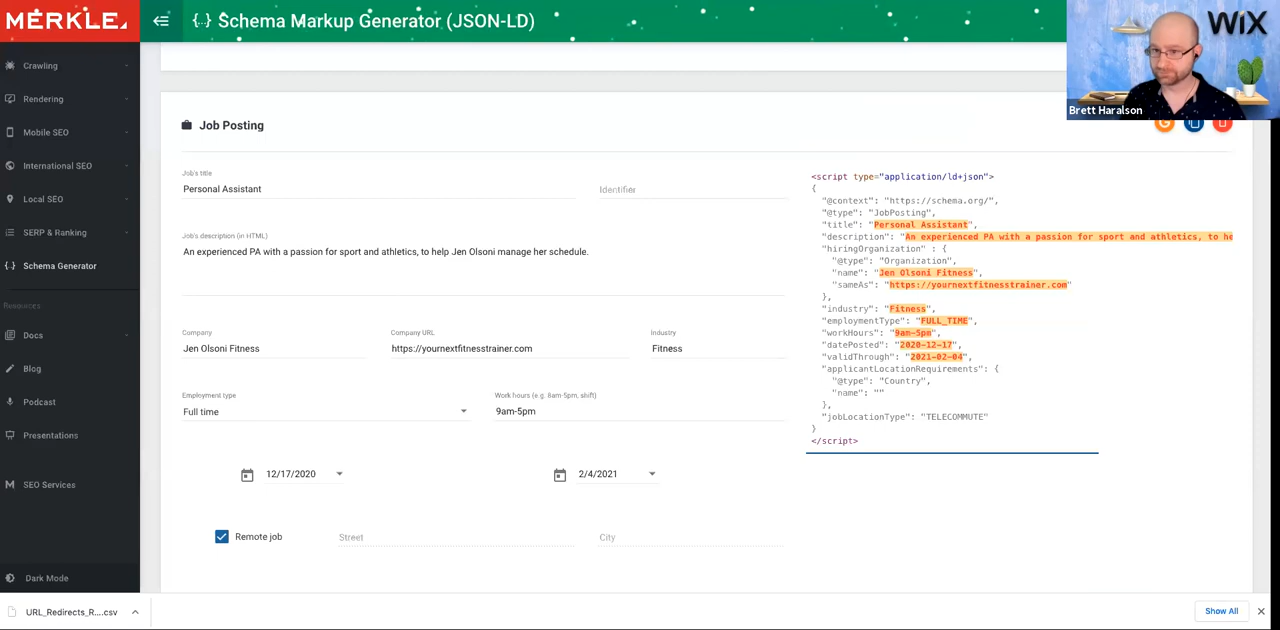 MERKLE
{..} Schema Markup Generator (JSON-LD)
WIX
Brett Haralson
Crawling
Rendering
Mobile SEO
International SEO
Local SEO
SERP & Ranking
{ } Schema Generator
Resources
Docs
Blog
Podcast
Presentations
M SEO Services
Dark Mode
Job Posting
Job's title
Personal Assistant
Identifier
Job's description (in HTML)
An experienced PA with a passion for sport and athletics, to help Jen Olsoni manage her schedule.
Company
Jen Olsoni Fitness
Company URL
https://yournextfitnesstrainer.com
Industry
Fitness
Employment type
Full time
Work hours (e.g. 8am-5pm, shift)
9am-5pm
12/17/2020
2/4/2021
Remote job
Street
City
<script type="application/ld+json">
{
"@context": "https://schema.org/",
"@type": "JobPosting",
"title": "Personal Assistant",
"description": "An experienced PA with a passion for sport and athletics, to he
"hiringOrganization" : {
"@type": "Organization",
"name": "Jen Olsoni Fitness",
"sameAs": "https://yournextfitnesstrainer.com"
},
"industry": "Fitness",
"employmentType": "FULL_TIME",
"workHours": "9am-5pm",
"datePosted": "2020-12-17",
"validThrough": "2021-02-04",
"applicantLocationRequirements": {
"@type": "Country",
"name": ""
},
"jobLocationType": "TELECOMMUTE"
}
</script>
URL_Redirects_R....csv
Show All